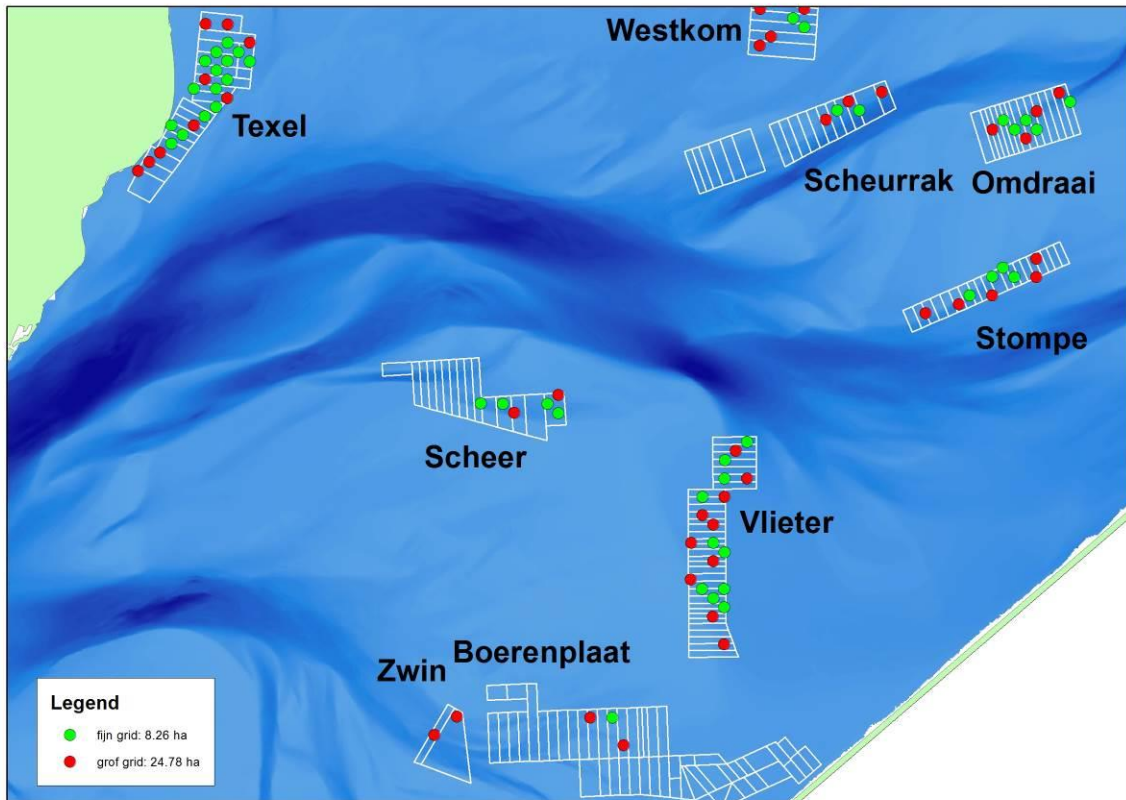 Westkom
Texel
Scheurrak
Omdraai
Stompe
Scheer
Vlieter
Boerenplaat
Zwin
Legend
fijn grid: 8.26 ha
grof grid: 24.78 ha